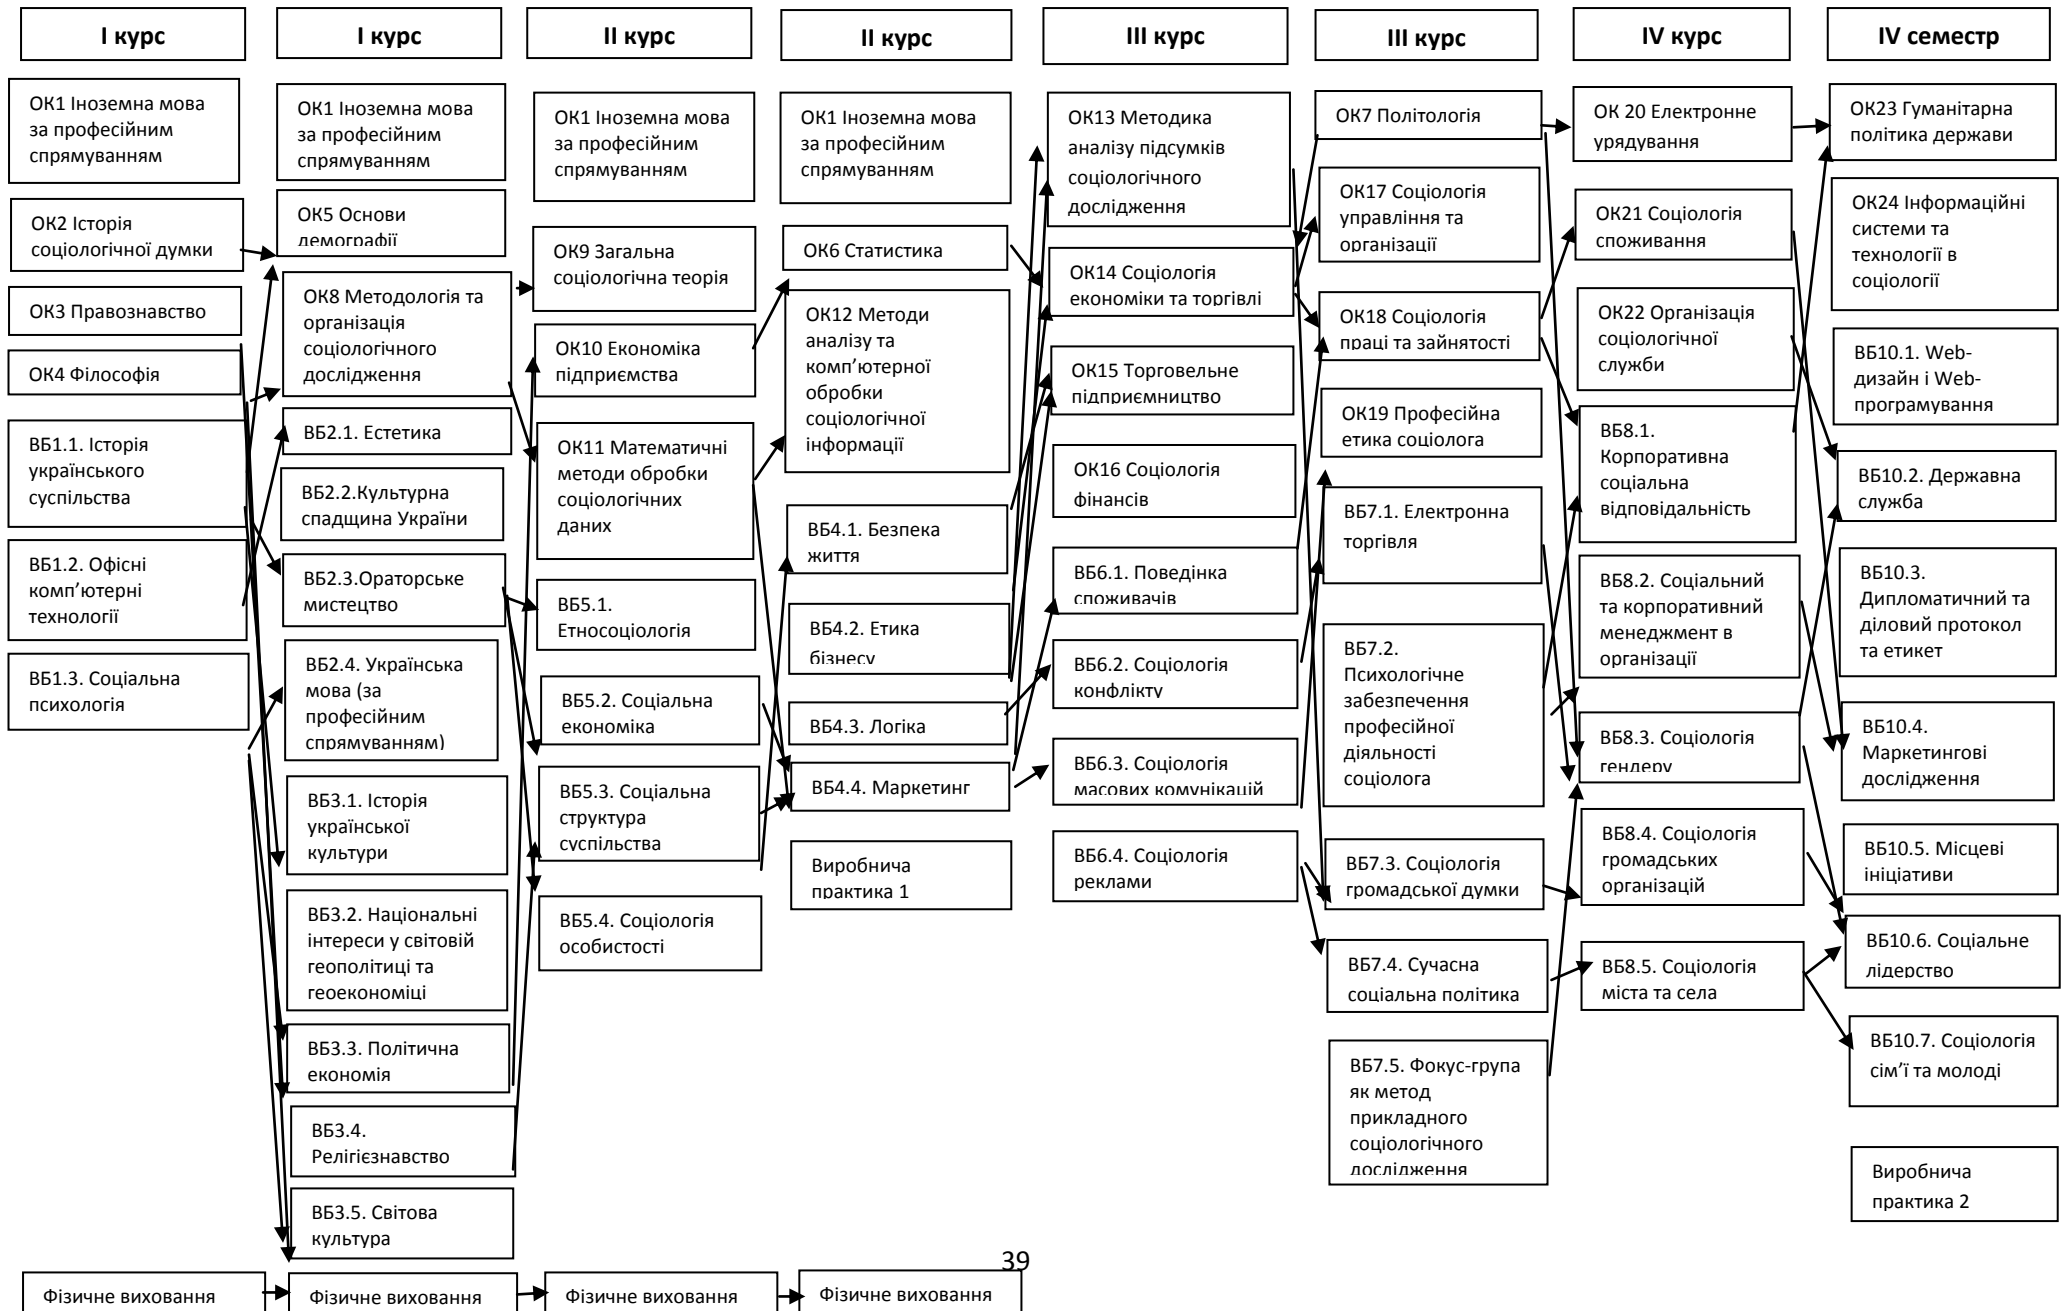 І курс
ОК1 Іноземна мова
за професійним
спрямуванням
ОК2 Історія
соціологічної думки
ОК3 Правознавство
ОК4 Філософія
ВБ1.1. Історія
українського
суспільства
ВБ1.2. Офісні
комп’ютерні
технології
ВБ1.3. Соціальна
психологія
Фізичне виховання
І курс
ОК1 Іноземна мова
за професійним
спрямуванням
ОК5 Основи
демографії
ОК8 Методологія та
організація
соціологічного
дослідження
ВБ2.1. Естетика
ВБ2.2.Культурна
спадщина України
ВБ2.3.Ораторське
мистецтво
ВБ2.4. Українська
мова (за
професійним
спрямуванням)
ВБ3.1. Історія
української
культури
ВБ3.2. Національні
інтереси у світовій
геополітиці та
геоекономіці
ВБ3.3. Політична
економія
ВБ3.4.
Релігієзнавство
ВБ3.5. Світова
культура
Фізичне виховання
ІІ курс
ОК1 Іноземна мова
за професійним
спрямуванням
ОК9 Загальна
соціологічна теорія
ОК10 Економіка
підприємства
ОК11 Математичні
методи обробки
соціологічних
даних
ВБ5.1.
Етносоціологія
ВБ5.2. Соціальна
економіка
ВБ5.3. Соціальна
структура
суспільства
ВБ5.4. Соціологія
особистості
Фізичне виховання
ІІ курс
ОК1 Іноземна мова
за професійним
спрямуванням
ОК6 Статистика
ОК12 Методи
аналізу та
комп’ютерної
обробки
соціологічної
інформації
ВБ4.1. Безпека
життя
ВБ4.2. Етика
бізнесу
ВБ4.3. Логіка
ВБ4.4. Маркетинг
Виробнича
практика 1
Фізичне виховання
ІІІ курс
ОК13 Методика
аналізу підсумків
соціологічного
дослідження
ОК14 Соціологія
економіки та торгівлі
ОК15 Торговельне
підприємництво
ОК16 Соціологія
фінансів
ВБ6.1. Поведінка
споживачів
ВБ6.2. Соціологія
конфлікту
ВБ6.3. Соціологія
масових комунікацій
ВБ6.4. Соціологія
реклами
ІІІ курс
ОК7 Політологія
ОК17 Соціологія
управління та
організації
ОК18 Соціологія
праці та зайнятості
ОК19 Професійна
етика соціолога
ВБ7.1. Електронна
торгівля
ВБ7.2.
Психологічне
забезпечення
професійної
діяльності
соціолога
ВБ7.3. Соціологія
громадської думки
ВБ7.4. Сучасна
соціальна політика
ВБ7.5. Фокус-група
як метод
прикладного
соціологічного
дослідження
ІV курс
ОК 20 Електронне
урядування
ОК21 Соціологія
споживання
ОК22 Організація
соціологічної
служби
ВБ8.1.
Корпоративна
соціальна
відповідальність
ВБ8.2. Соціальний
та корпоративний
менеджмент в
організації
ВБ8.3. Соціологія
гендеру
ВБ8.4. Соціологія
громадських
організацій
ВБ8.5. Соціологія
міста та села
ІV семестр
ОК23 Гуманітарна
політика держави
ОК24 Інформаційні
системи та
технології в
соціології
ВБ10.1. Web-
дизайн і Web-
програмування
ВБ10.2. Державна
служба
ВБ10.3.
Дипломатичний та
діловий протокол
та етикет
ВБ10.4.
Маркетингові
дослідження
ВБ10.5. Місцеві
ініціативи
ВБ10.6. Соціальне
лідерство
ВБ10.7. Соціологія
сім’ї та молоді
Виробнича
практика 2
39